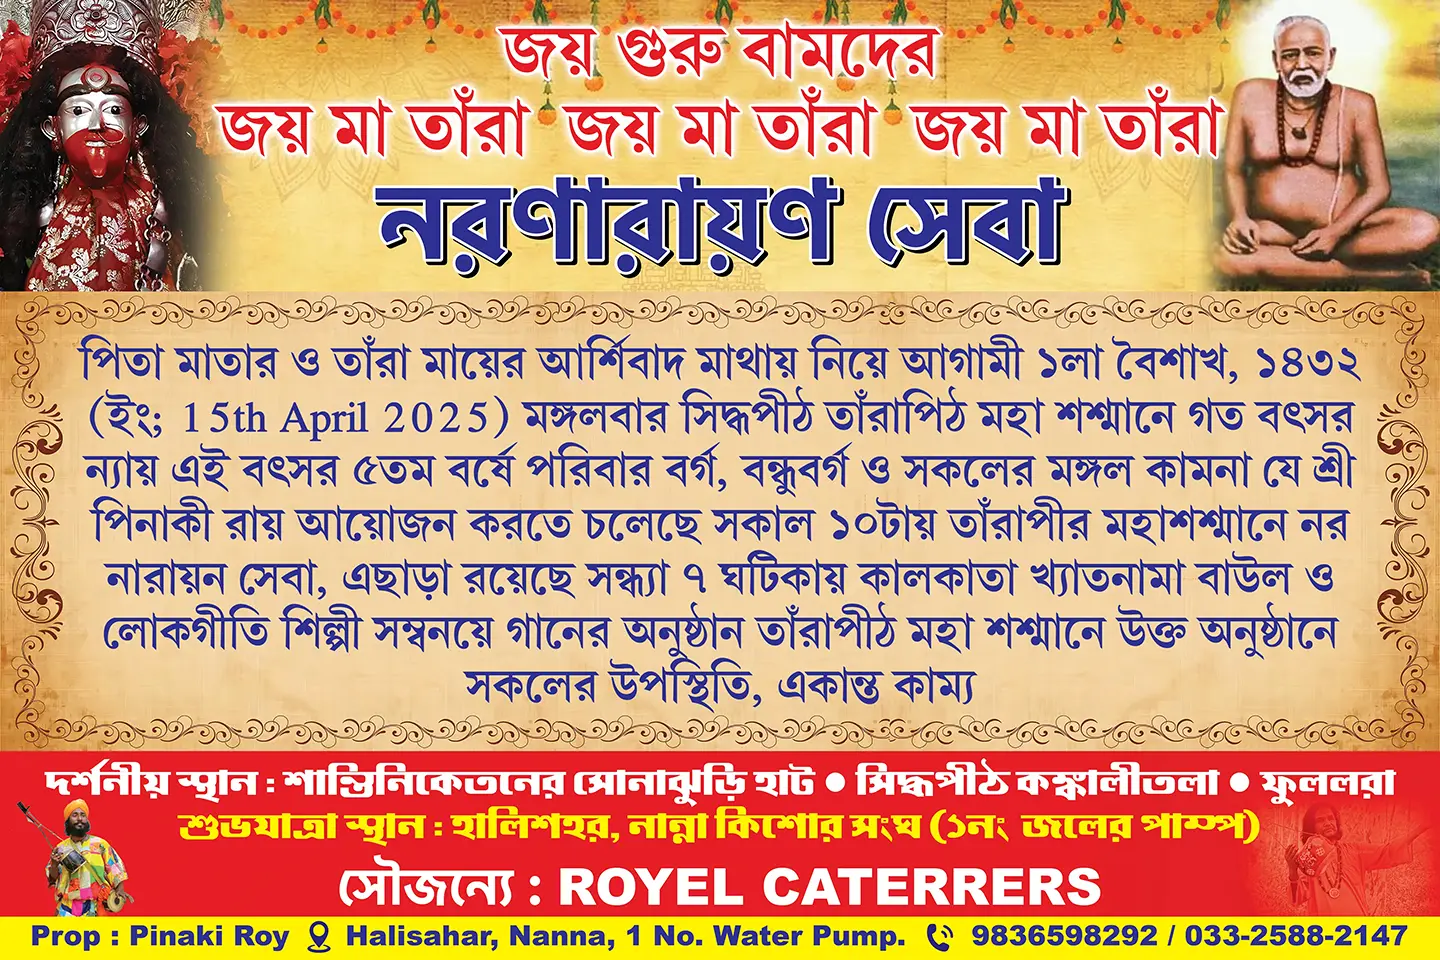 জয় গুরু বামদের
জয় মা তাঁরা জয় মা তাঁরা জয় মা তাঁরা
নরণারায়ণ সেবা
পিতা মাতার ও তাঁরা মায়ের আর্শিবাদ মাথায় নিয়ে আগামী ১লা বৈশাখ, ১৪৩২
(ইং; 15th April 2025) মঙ্গলবার সিদ্ধপীঠ তাঁরাপিঠ মহা শশ্মানে গত বৎসর
ন্যায় এই বৎসর ৫তম বর্ষে পরিবার বর্গ, বন্ধুবর্গ ও সকলের মঙ্গল কামনা যে শ্রী
পিনাকী রায় আয়োজন করতে চলেছে সকাল ১০টায় তাঁরাপীর মহাশশ্মানে নর
নারায়ন সেবা, এছাড়া রয়েছে সন্ধ্যা ৭ ঘটিকায় কালকাতা খ্যাতনামা বাউল ও
লোকগীতি শিল্পী সম্বনয়ে গানের অনুষ্ঠান তাঁরাপীঠ মহা শশ্মানে উক্ত অনুষ্ঠানে
সকলের উপস্থিতি, একান্ত কাম্য
দর্শনীয় স্থান : শান্তিনিকেতনের সোনাঝুড়ি হাট ● সিদ্ধপীঠ কঙ্কালীতলা ● ফুললরা
শুভযাত্রা স্থান : হালিশহর, নান্না কিশোর সংঘ (১নং জলের পাম্প)
সৌজন্যে : ROYEL CATERRERS
Prop : Pinaki Roy Halisahar, Nanna, 1 No. Water Pump. 9836598292 / 033-2588-2147